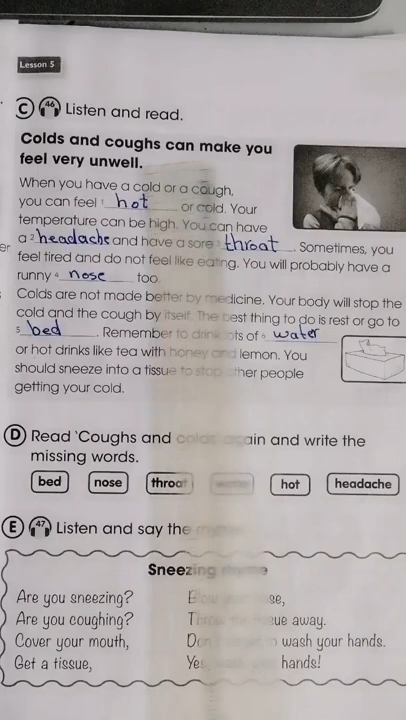 Lesson 5
C 46 Listen and read.
Colds and coughs can make you
feel very unwell.
When you have a cold or a cough,
you can feel 1 hot or cold. Your
temperature can be high. You can have
a 2 headache and have a sore 3 throat. Sometimes, you
feel tired and do not feel like eating. You will probably have a
runny 4 nose too.
Colds are not made better by medicine. Your body will stop the
cold and the cough by itself. The best thing to do is rest or go to
5 bed. Remember to drink lots of 6 water
or hot drinks like tea with honey and lemon. You
should sneeze into a tissue to stop other people
getting your cold.
D Read 'Coughs and colds' again and write the
missing words.
bed nose throat hot headache
E 47 Listen and say the
Sneezing
Are you sneezing?
Are you coughing? away.
Cover your mouth, wash your hands.
Get a tissue, hands!